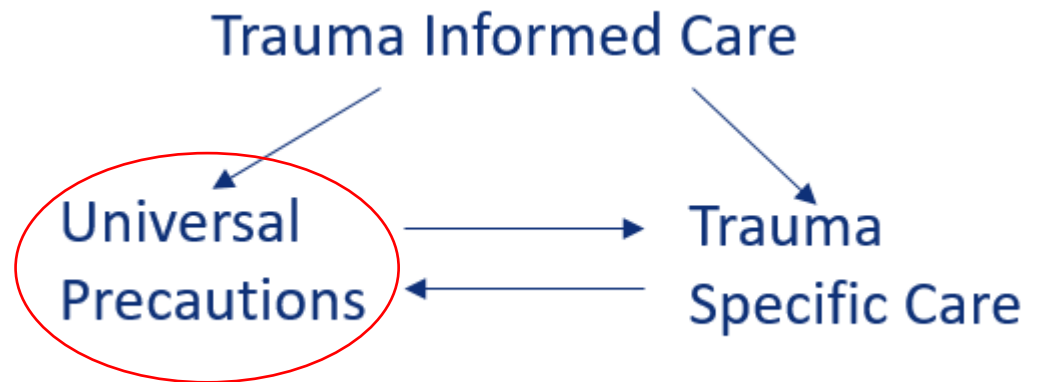 Trauma Informed Care
Universal
Precautions
Trauma
Specific Care